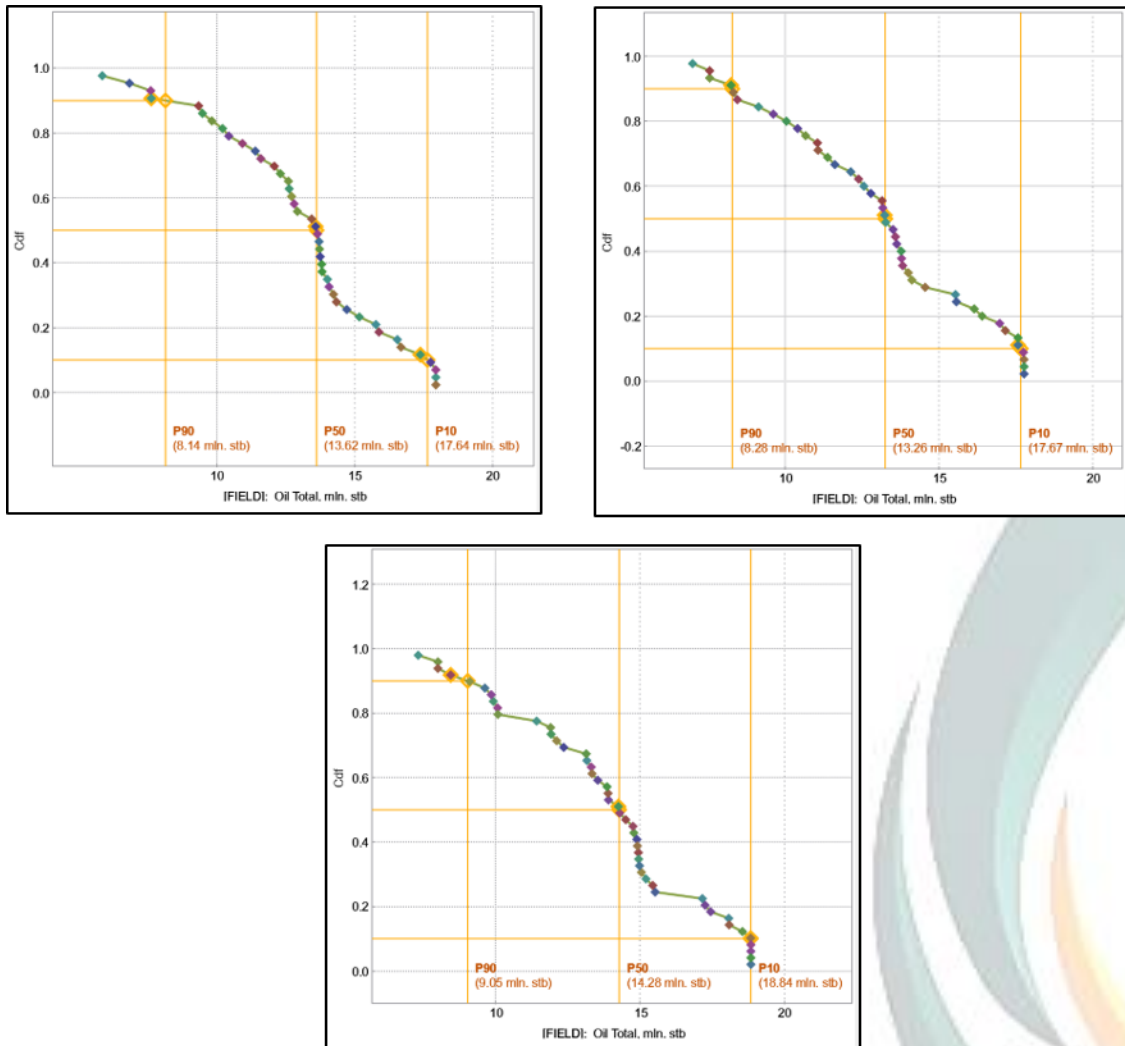 1.0
0.8
0.6
0.4
0.2
0.0
Cdf
P90
(8.14 mln. stb)
P50
(13.62 mln. stb)
P10
(17.64 mln. stb)
10
15
20
[FIELD]: Oil Total, mln. stb
1.0
0.8
0.6
0.4
0.2
0.0
-0.2
Cdf
P90
(8.28 mln. stb)
P50
(13.26 mln. stb)
P10
(17.67 mln. stb)
10
15
20
[FIELD]: Oil Total, mln. stb
1.2
1.0
0.8
0.6
0.4
0.2
0.0
Cdf
P90
(9.05 mln. stb)
P50
(14.28 mln. stb)
P10
(18.84 mln. stb)
10
15
20
[FIELD]: Oil Total, mln. stb